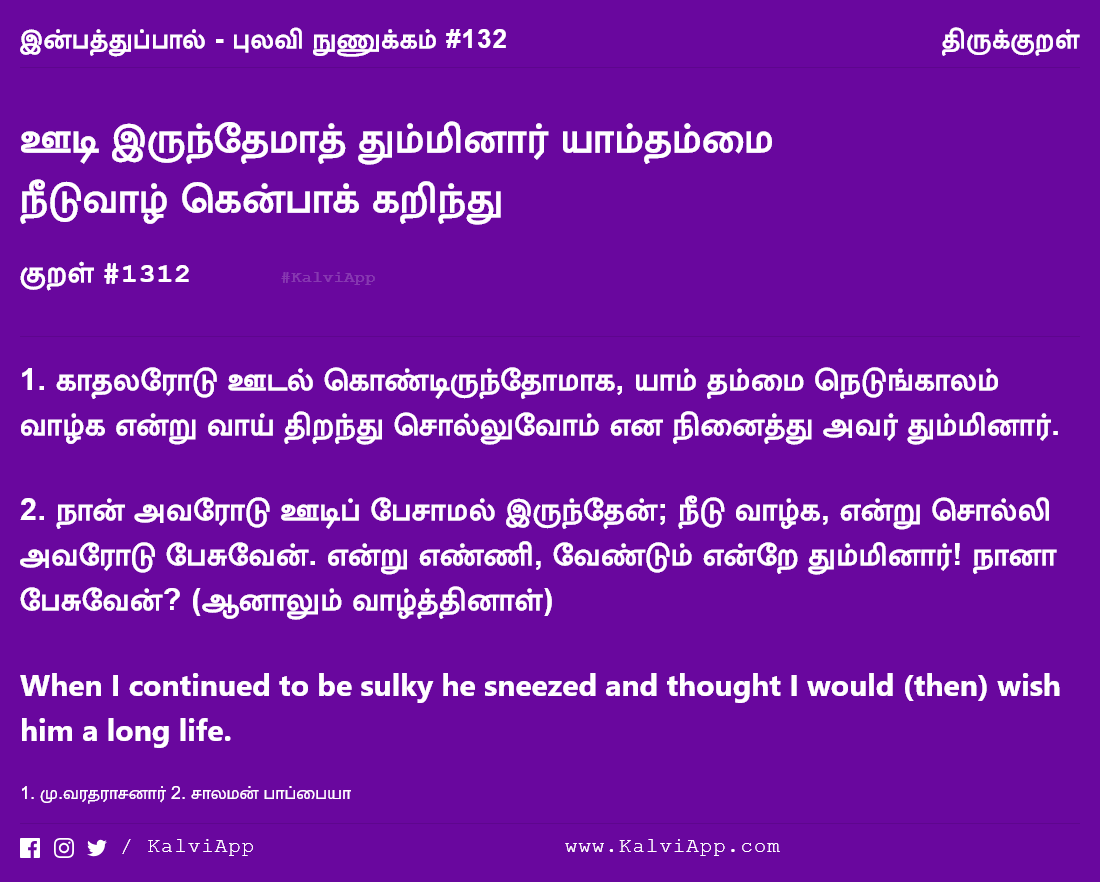 இன்பத்துப்பால் - புலவி நுணுக்கம் #132 திருக்குறள்
ஊடி இருந்தேமாத் தும்மினார் யாம்தம்மை
நீடுவாழ் கென்பாக் கறிந்து
குறள் #1312 #KalviApp
1. காதலரோடு ஊடல் கொண்டிருந்தோமாக, யாம் தம்மை நெடுங்காலம்
வாழ்க என்று வாய் திறந்து சொல்லுவோம் என நினைத்து அவர் தும்மினார்.
2. நான் அவரோடு ஊடிப் பேசாமல் இருந்தேன்; நீடு வாழ்க, என்று சொல்லி
அவரோடு பேசுவேன். என்று எண்ணி, வேண்டும் என்றே தும்மினார்! நானா
பேசுவேன்? (ஆனாலும் வாழ்த்தினாள்)
When I continued to be sulky he sneezed and thought I would (then) wish
him a long life.
1. மு.வரதராசனார் 2. சாலமன் பாப்பையா
/ KalviApp www.KalviApp.com